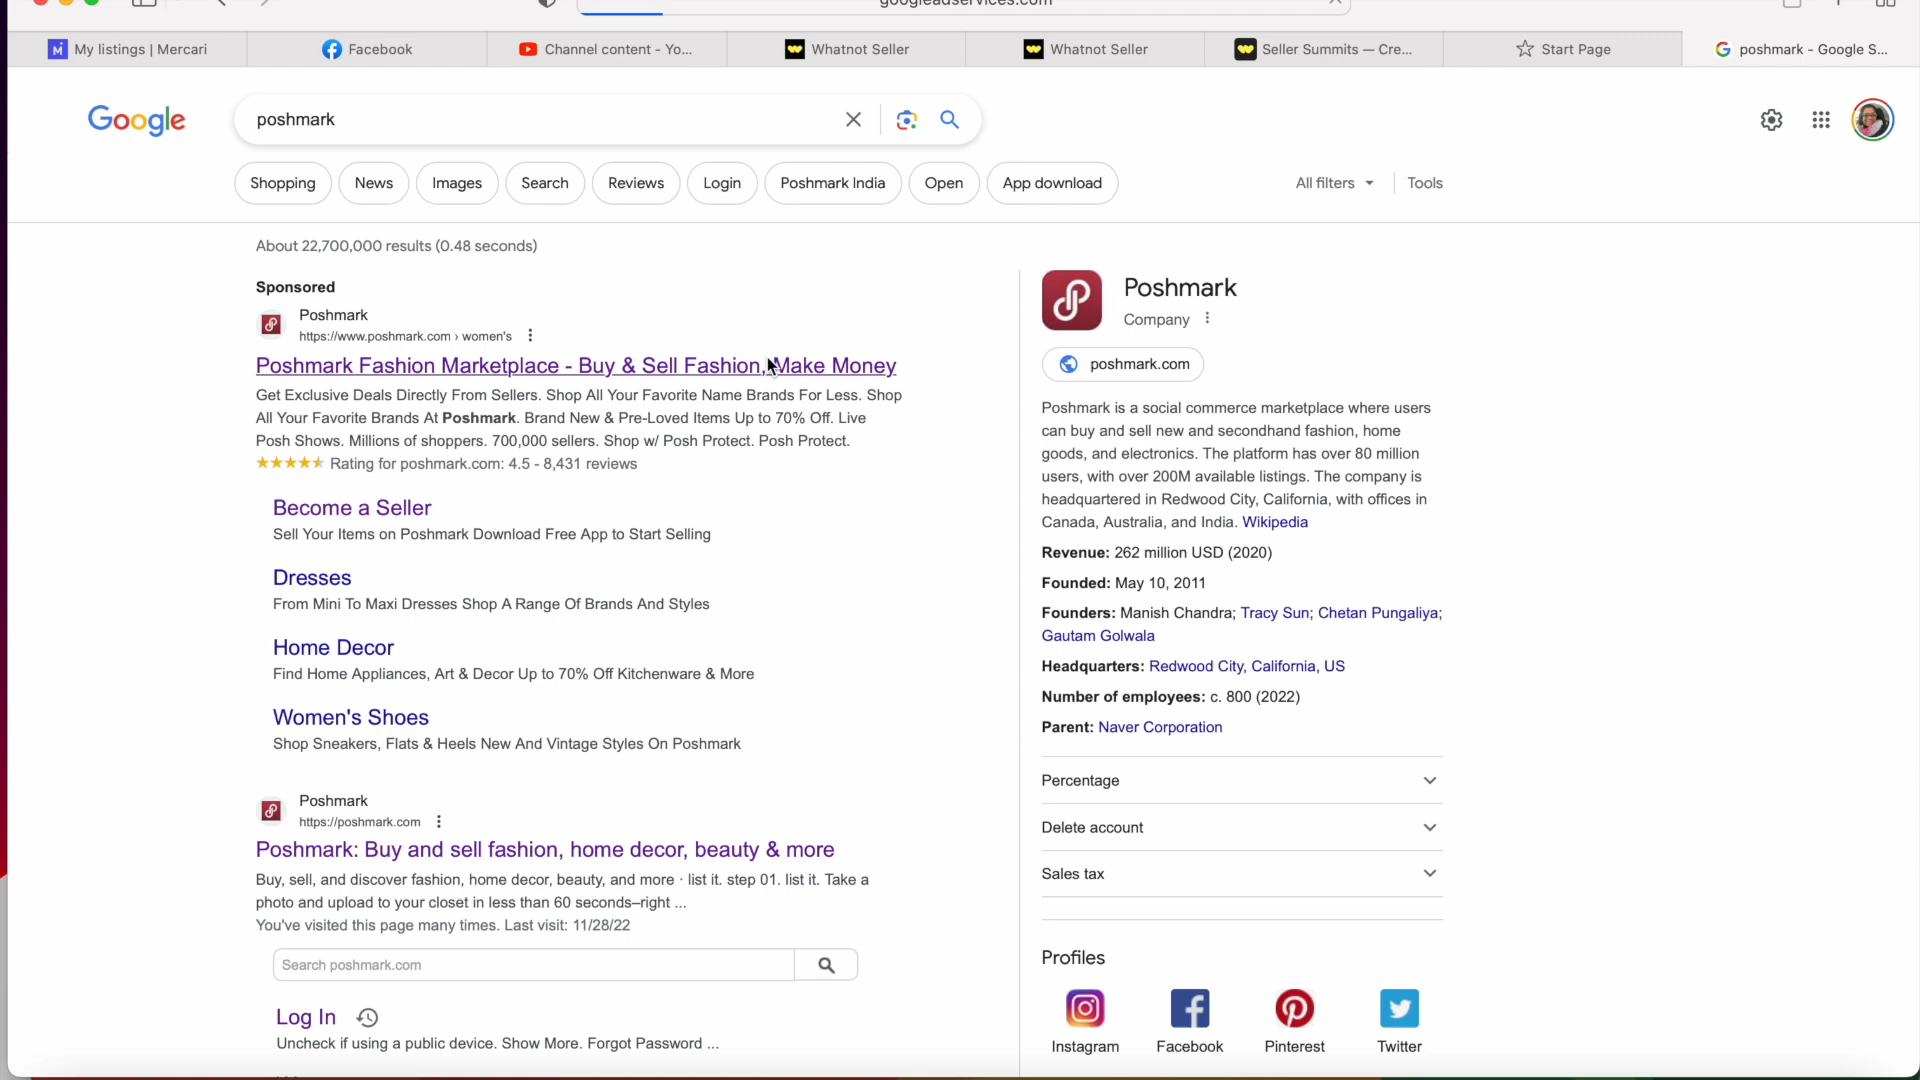 googleadservices.com
My listings | Mercari
Facebook
Channel content - Yo...
Whatnot Seller
Whatnot Seller
Seller Summits — Cre...
Start Page
poshmark - Google S...
Google
poshmark
Shopping
News
Images
Search
Reviews
Login
Poshmark India
Open
App download
All filters
Tools
About 22,700,000 results (0.48 seconds)
Sponsored
Poshmark
https://www.poshmark.com › women's
Poshmark Fashion Marketplace - Buy & Sell Fashion, Make Money
Get Exclusive Deals Directly From Sellers. Shop All Your Favorite Name Brands For Less. Shop
All Your Favorite Brands At Poshmark. Brand New & Pre-Loved Items Up to 70% Off. Live
Posh Shows. Millions of shoppers. 700,000 sellers. Shop w/ Posh Protect. Posh Protect.
Rating for poshmark.com: 4.5 - 8,431 reviews
Become a Seller
Sell Your Items on Poshmark Download Free App to Start Selling
Dresses
From Mini To Maxi Dresses Shop A Range Of Brands And Styles
Home Decor
Find Home Appliances, Art & Decor Up to 70% Off Kitchenware & More
Women's Shoes
Shop Sneakers, Flats & Heels New And Vintage Styles On Poshmark
Poshmark
https://poshmark.com
Poshmark: Buy and sell fashion, home decor, beauty & more
Buy, sell, and discover fashion, home decor, beauty, and more · list it. step 01. list it. Take a
photo and upload to your closet in less than 60 seconds–right ...
You've visited this page many times. Last visit: 11/28/22
Search poshmark.com
Log In
Uncheck if using a public device. Show More. Forgot Password ...
Poshmark
Company
poshmark.com
Poshmark is a social commerce marketplace where users
can buy and sell new and secondhand fashion, home
goods, and electronics. The platform has over 80 million
users, with over 200M available listings. The company is
headquartered in Redwood City, California, with offices in
Canada, Australia, and India. Wikipedia
Revenue: 262 million USD (2020)
Founded: May 10, 2011
Founders: Manish Chandra; Tracy Sun; Chetan Pungaliya;
Gautam Golwala
Headquarters: Redwood City, California, US
Number of employees: c. 800 (2022)
Parent: Naver Corporation
Percentage
Delete account
Sales tax
Profiles
Instagram
Facebook
Pinterest
Twitter